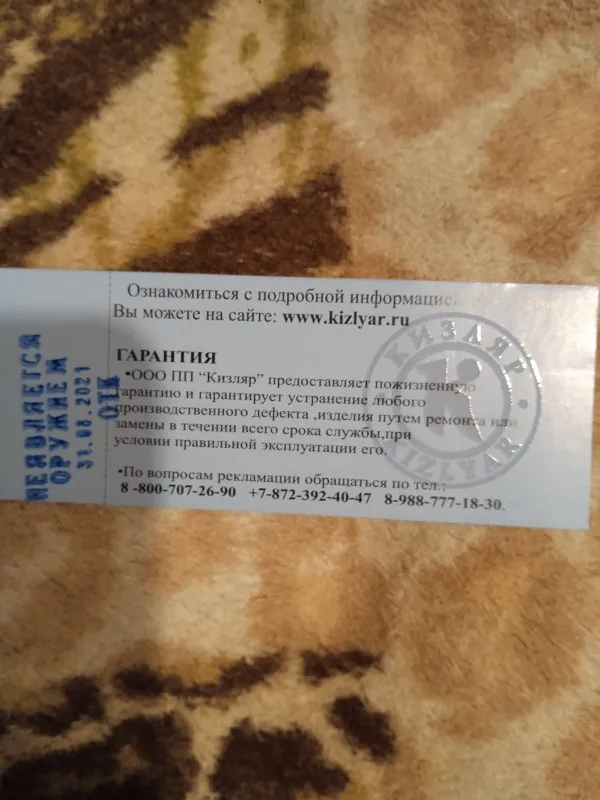 Ознакомиться с подробной информацией
Вы можете на сайте: www.kizlyar.ru
ГАРАНТИЯ
•ООО ПП “Кизляр” предоставляет пожизненную
гарантию и гарантирует устранение любого
производственного дефекта ,изделия путем ремонта или
замены в течении всего срока службы,при
условии правильной эксплуатации его.
•По вопросам рекламации обращаться по тел.:
8 -800-707-26-90 +7-872-392-40-47 8-988-777-18-30.
КИЗЛЯР
KIZLYAR
НЕЯВЛЯЕТСЯ
ОРУЖИЕМ
31.08.2021
ОТК